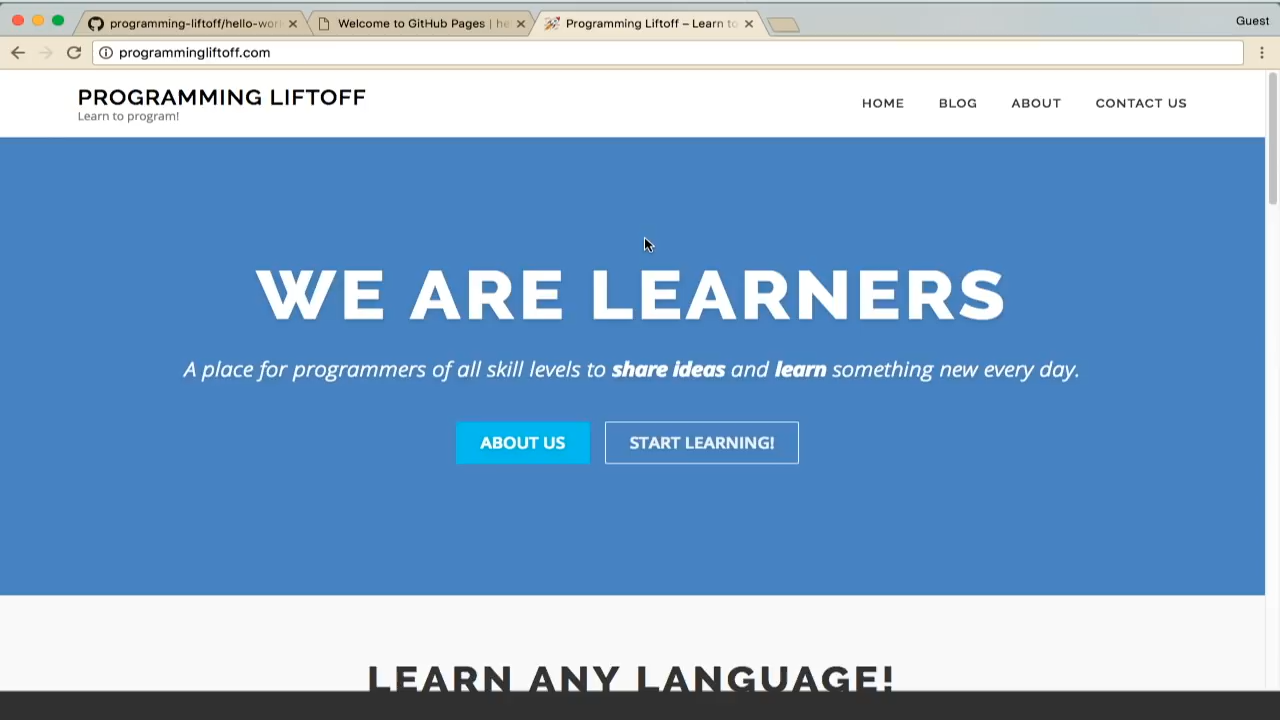 programming-liftoff/hello-wor
Welcome to GitHub Pages | he
Programming Liftoff – Learn to
Guest
programmingliftoff.com
PROGRAMMING LIFTOFF
Learn to program!
HOME
BLOG
ABOUT
CONTACT US
WE ARE LEARNERS
A place for programmers of all skill levels to share ideas and learn something new every day.
ABOUT US
START LEARNING!
LEARN ANY LANGUAGE!